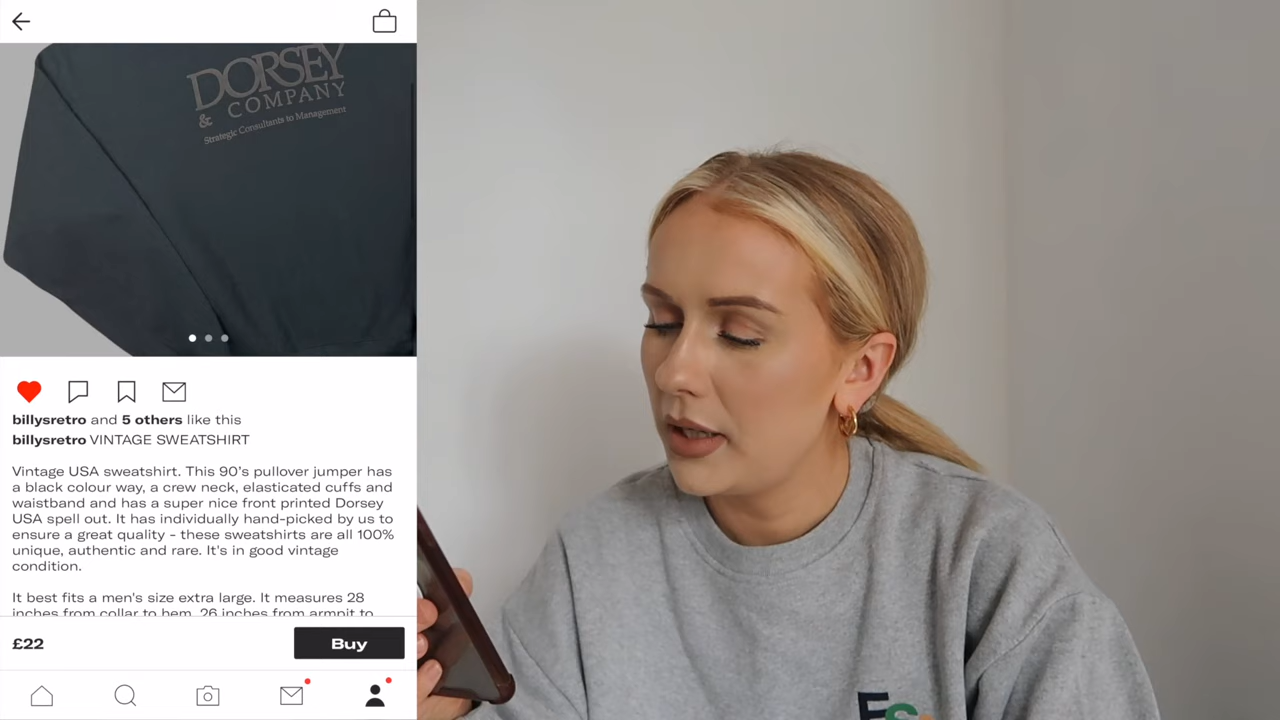 DORSEY
& COMPANY
Strategic Consultants to Management
billysretro and 5 others like this
billysretro VINTAGE SWEATSHIRT
Vintage USA sweatshirt. This 90's pullover jumper has
a black colour way, a crew neck, elasticated cuffs and
waistband and has a super nice front printed Dorsey
USA spell out. It has individually hand-picked by us to
ensure a great quality - these sweatshirts are all 100%
unique, authentic and rare. It's in good vintage
condition.
It best fits a men's size extra large. It measures 28
inches from collar to hem, 26 inches from armpit to
£22
Buy